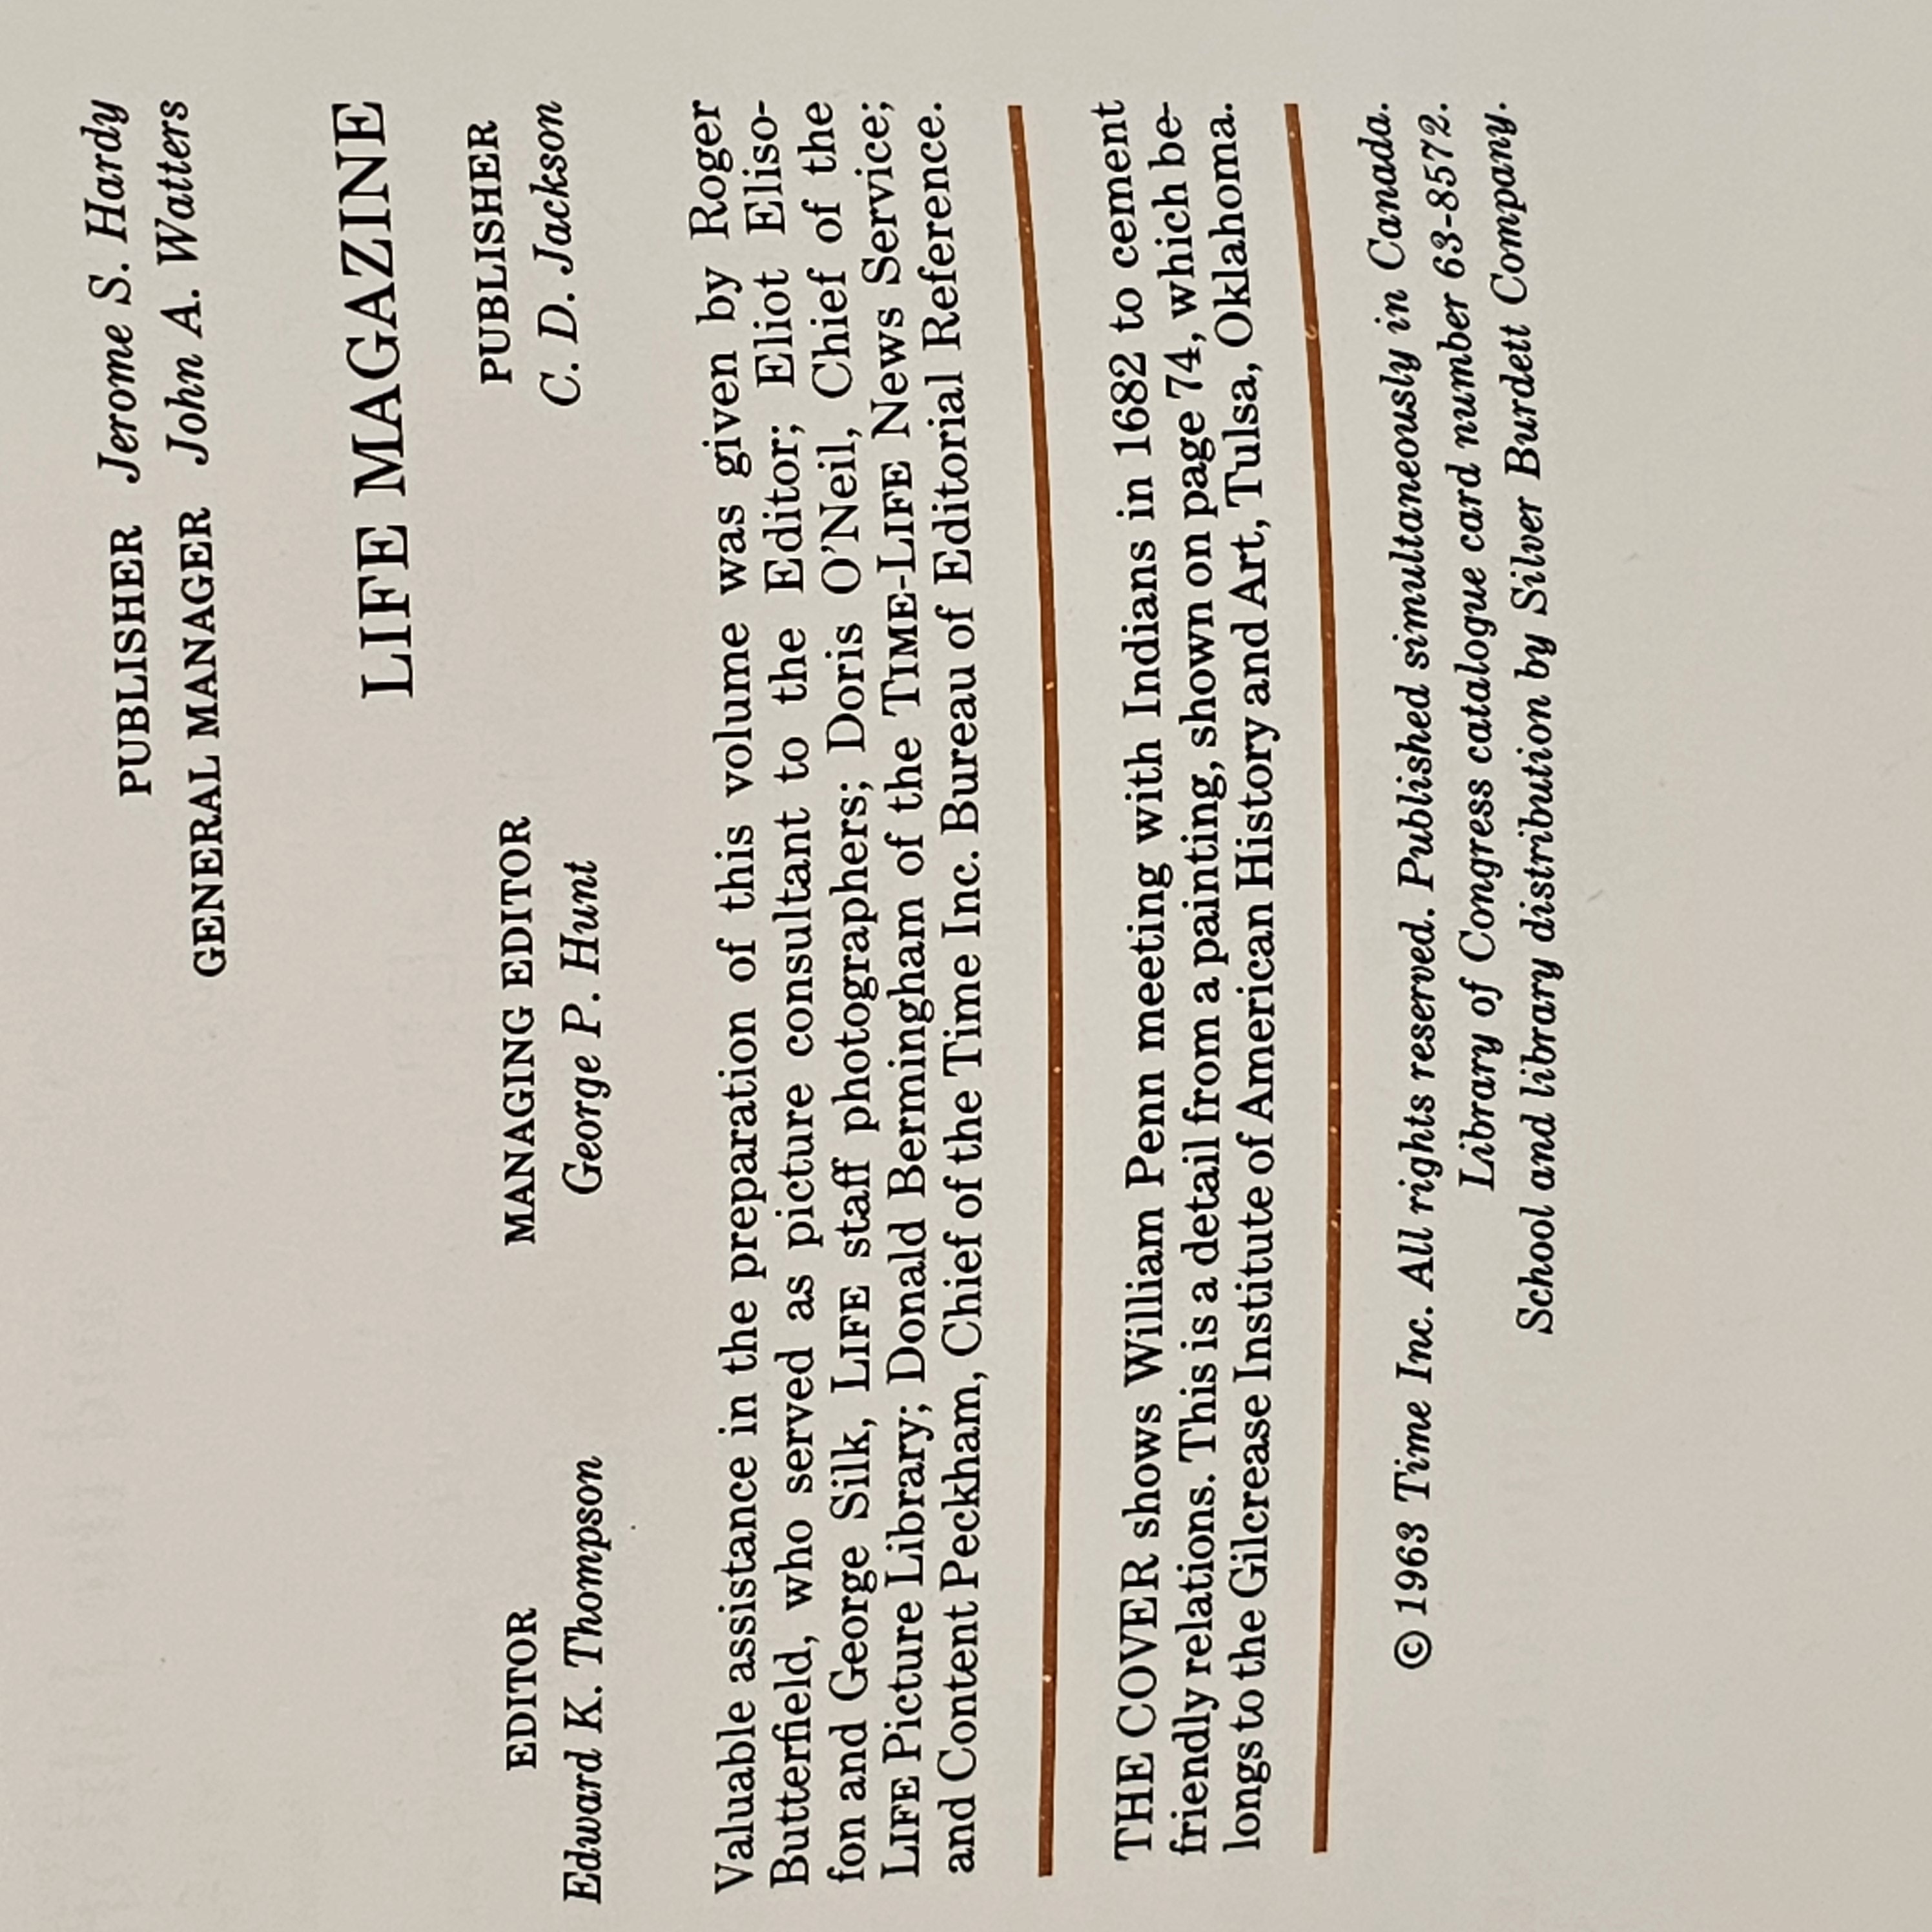 PUBLISHER Jerome S. Hardy
GENERAL MANAGER John A. Watters
LIFE MAGAZINE
EDITOR MANAGING EDITOR PUBLISHER
Edward K. Thompson George P. Hunt C. D. Jackson
Valuable assistance in the preparation of this volume was given by Roger
Butterfield, who served as picture consultant to the Editor; Eliot Eliso-
fon and George Silk, LIFE staff photographers; Doris O'Neil, Chief of the
LIFE Picture Library; Donald Bermingham of the TIME-LIFE News Service;
and Content Peckham, Chief of the Time Inc. Bureau of Editorial Reference.
THE COVER shows William Penn meeting with Indians in 1682 to cement
friendly relations. This is a detail from a painting, shown on page 74, which be-
longs to the Gilcrease Institute of American History and Art, Tulsa, Oklahoma.
© 1963 Time Inc. All rights reserved. Published simultaneously in Canada.
Library of Congress catalogue card number 63-8572.
School and library distribution by Silver Burdett Company.